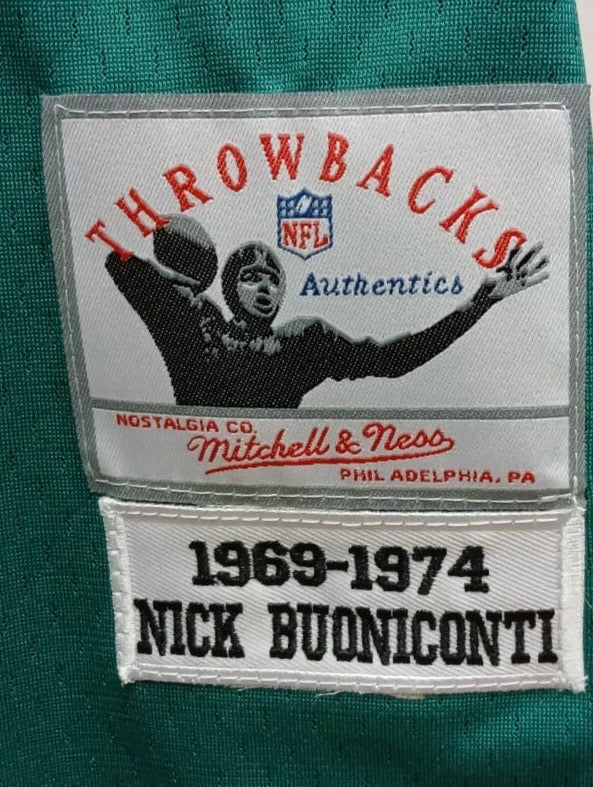 THROWBACKS
NFL
Authentics
NOSTALGIA CO.
Mitchell & Ness
PHILADELPHIA, PA
1969-1974
NICK BUONICONTI